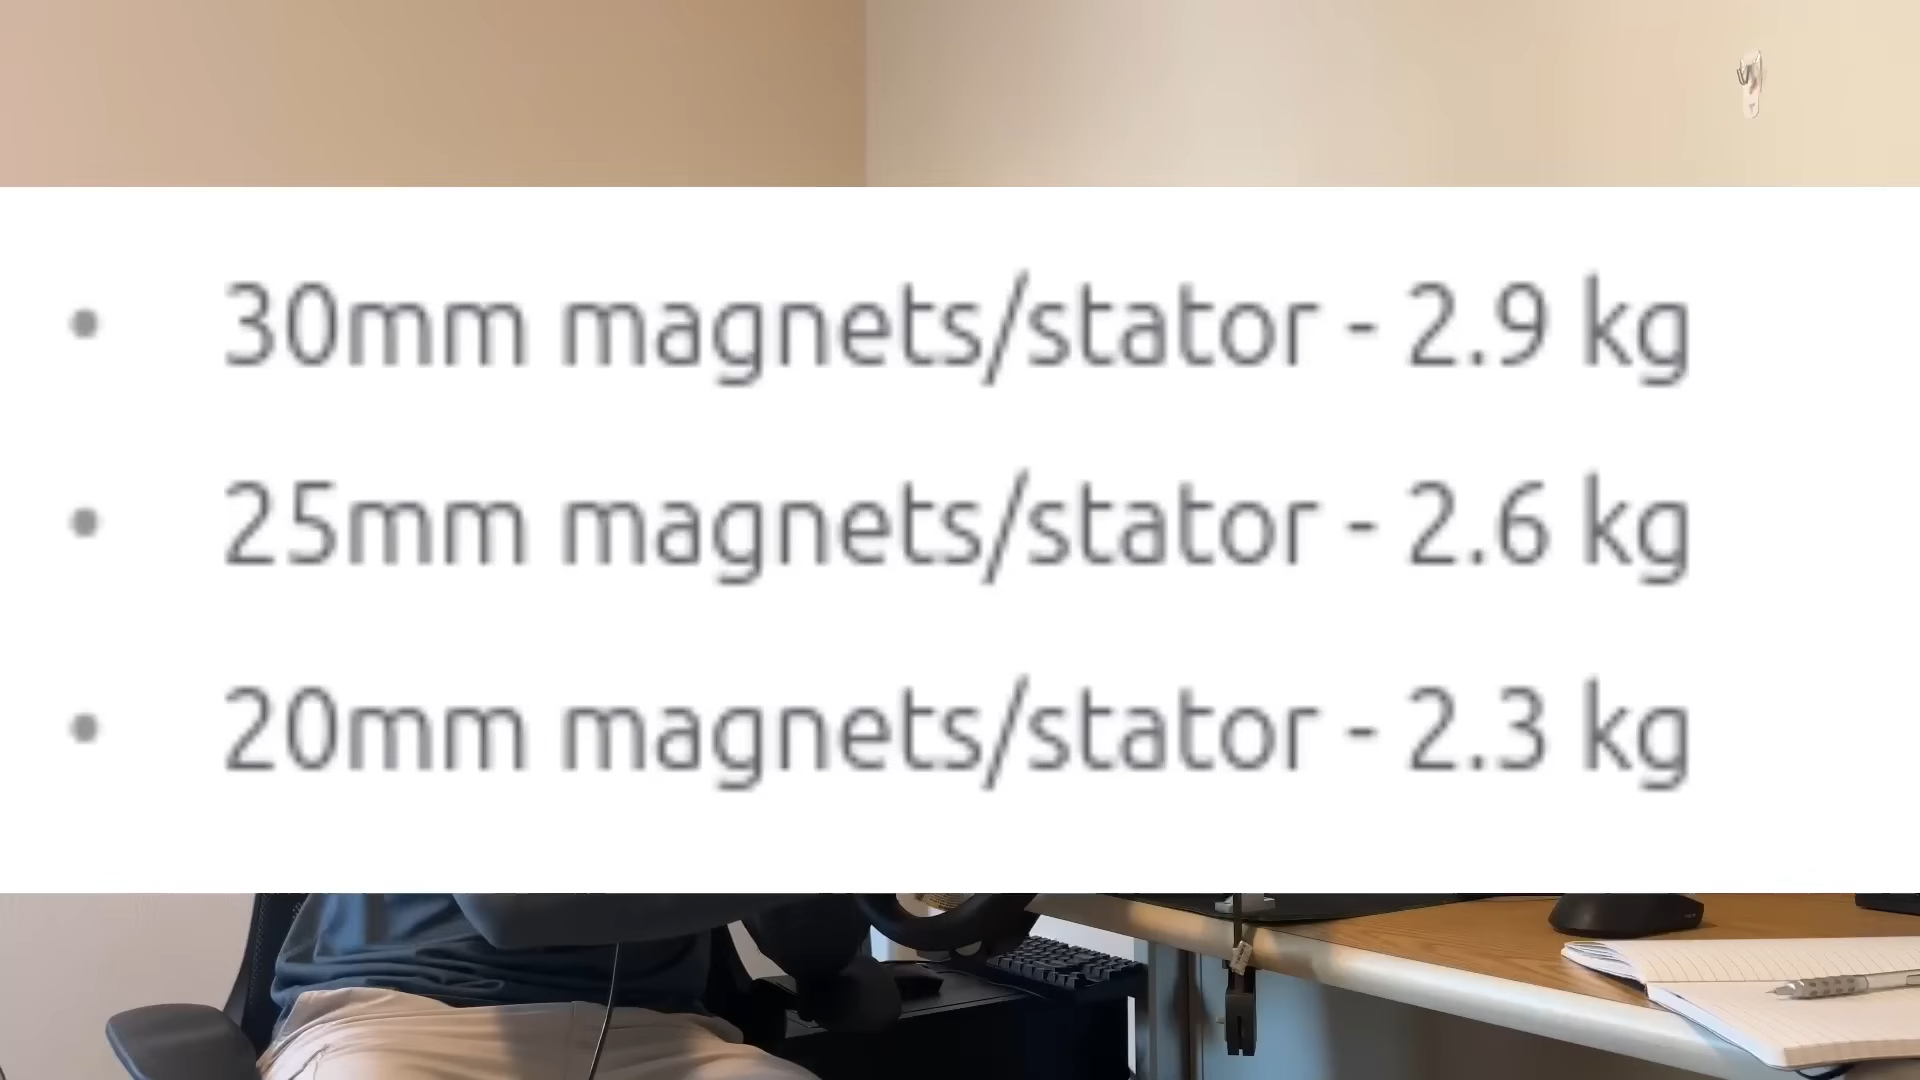 • 30mm magnets/stator - 2.9 kg
• 25mm magnets/stator - 2.6 kg
• 20mm magnets/stator - 2.3 kg